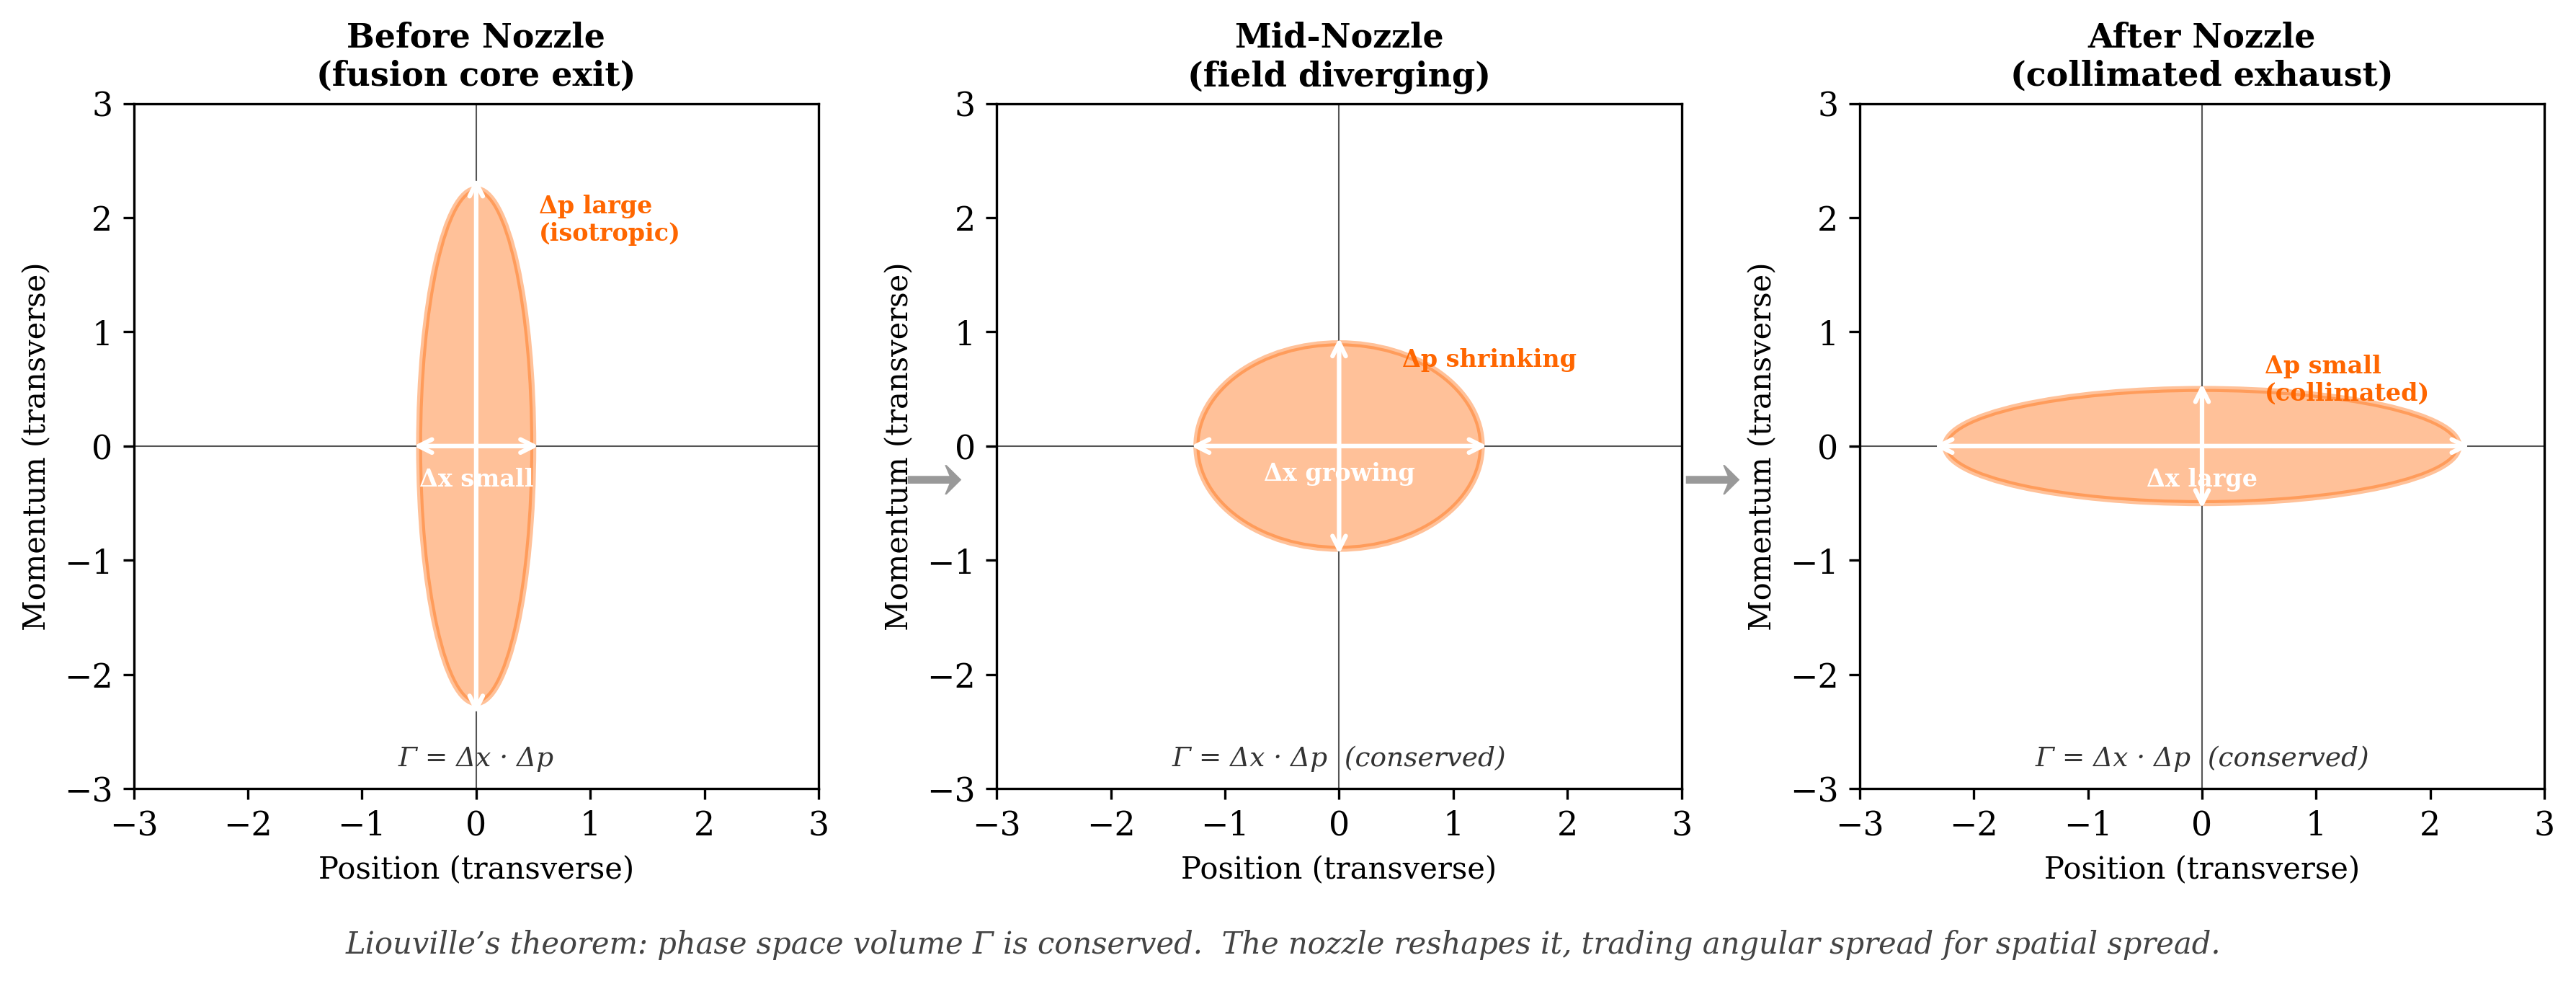 Before Nozzle
(fusion core exit)
Momentum (transverse)
3
2
1
0
−1
−2
−3
Δp large
(isotropic)
Δx small
Γ = Δx · Δp
−3 −2 −1 0 1 2 3
Position (transverse)
Mid-Nozzle
(field diverging)
Momentum (transverse)
3
2
1
0
−1
−2
−3
Δp shrinking
Δx growing
Γ = Δx · Δp (conserved)
−3 −2 −1 0 1 2 3
Position (transverse)
After Nozzle
(collimated exhaust)
Momentum (transverse)
3
2
1
0
−1
−2
−3
Δp small
(collimated)
Δx large
Γ = Δx · Δp (conserved)
−3 −2 −1 0 1 2 3
Position (transverse)
Liouville’s theorem: phase space volume Γ is conserved. The nozzle reshapes it, trading angular spread for spatial spread.